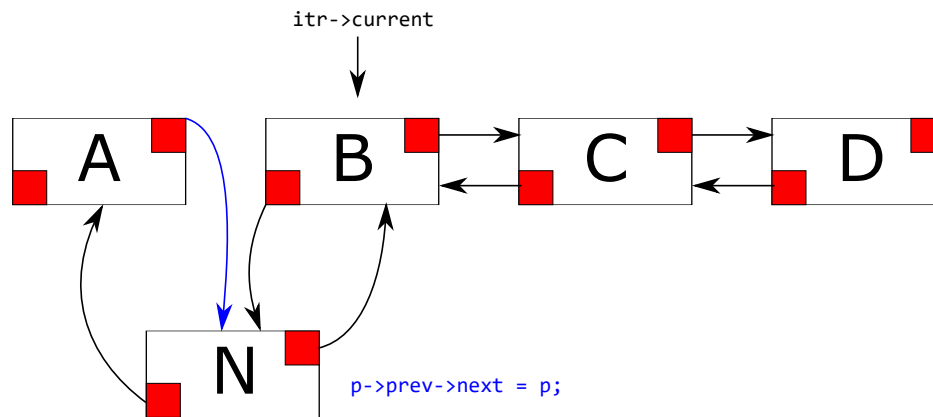 itr->current
A B C D
N
p->prev->next = p;